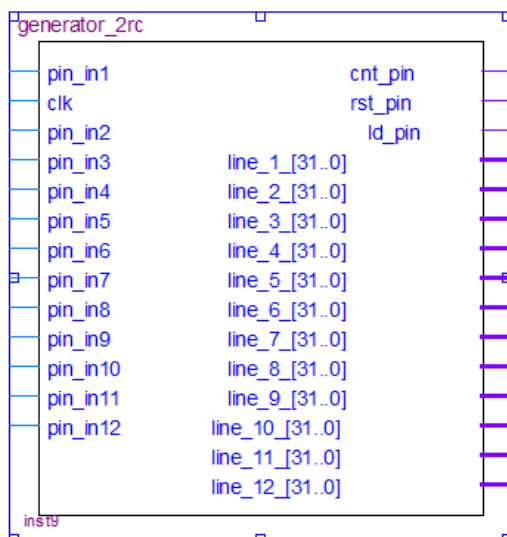 generator_2rc
pin_in1 cnt_pin
clk rst_pin
pin_in2 ld_pin
pin_in3 line_1_[31..0]
pin_in4 line_2_[31..0]
pin_in5 line_3_[31..0]
pin_in6 line_4_[31..0]
pin_in7 line_5_[31..0]
pin_in8 line_6_[31..0]
pin_in9 line_7_[31..0]
pin_in10 line_8_[31..0]
pin_in11 line_9_[31..0]
pin_in12 line_10_[31..0]
line_11_[31..0]
line_12_[31..0]
inst9